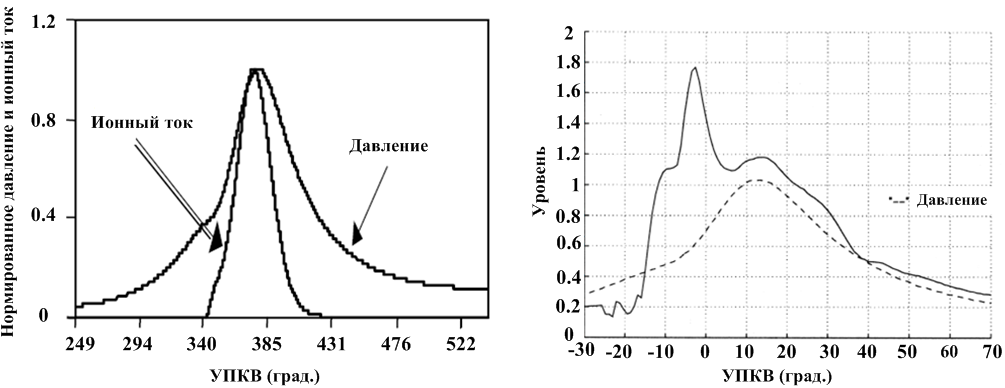 Нормированное давление и ионный ток
1.2
0.8
0.4
0
Ионный ток
Давление
249 294 340 385 431 476 522
УПКВ (град.)
Уровень
2
1.8
1.6
1.4
1.2
1
0.8
0.6
0.4
0.2
0
Давление
-30 -20 -10 0 10 20 30 40 50 60 70
УПКВ (град.)